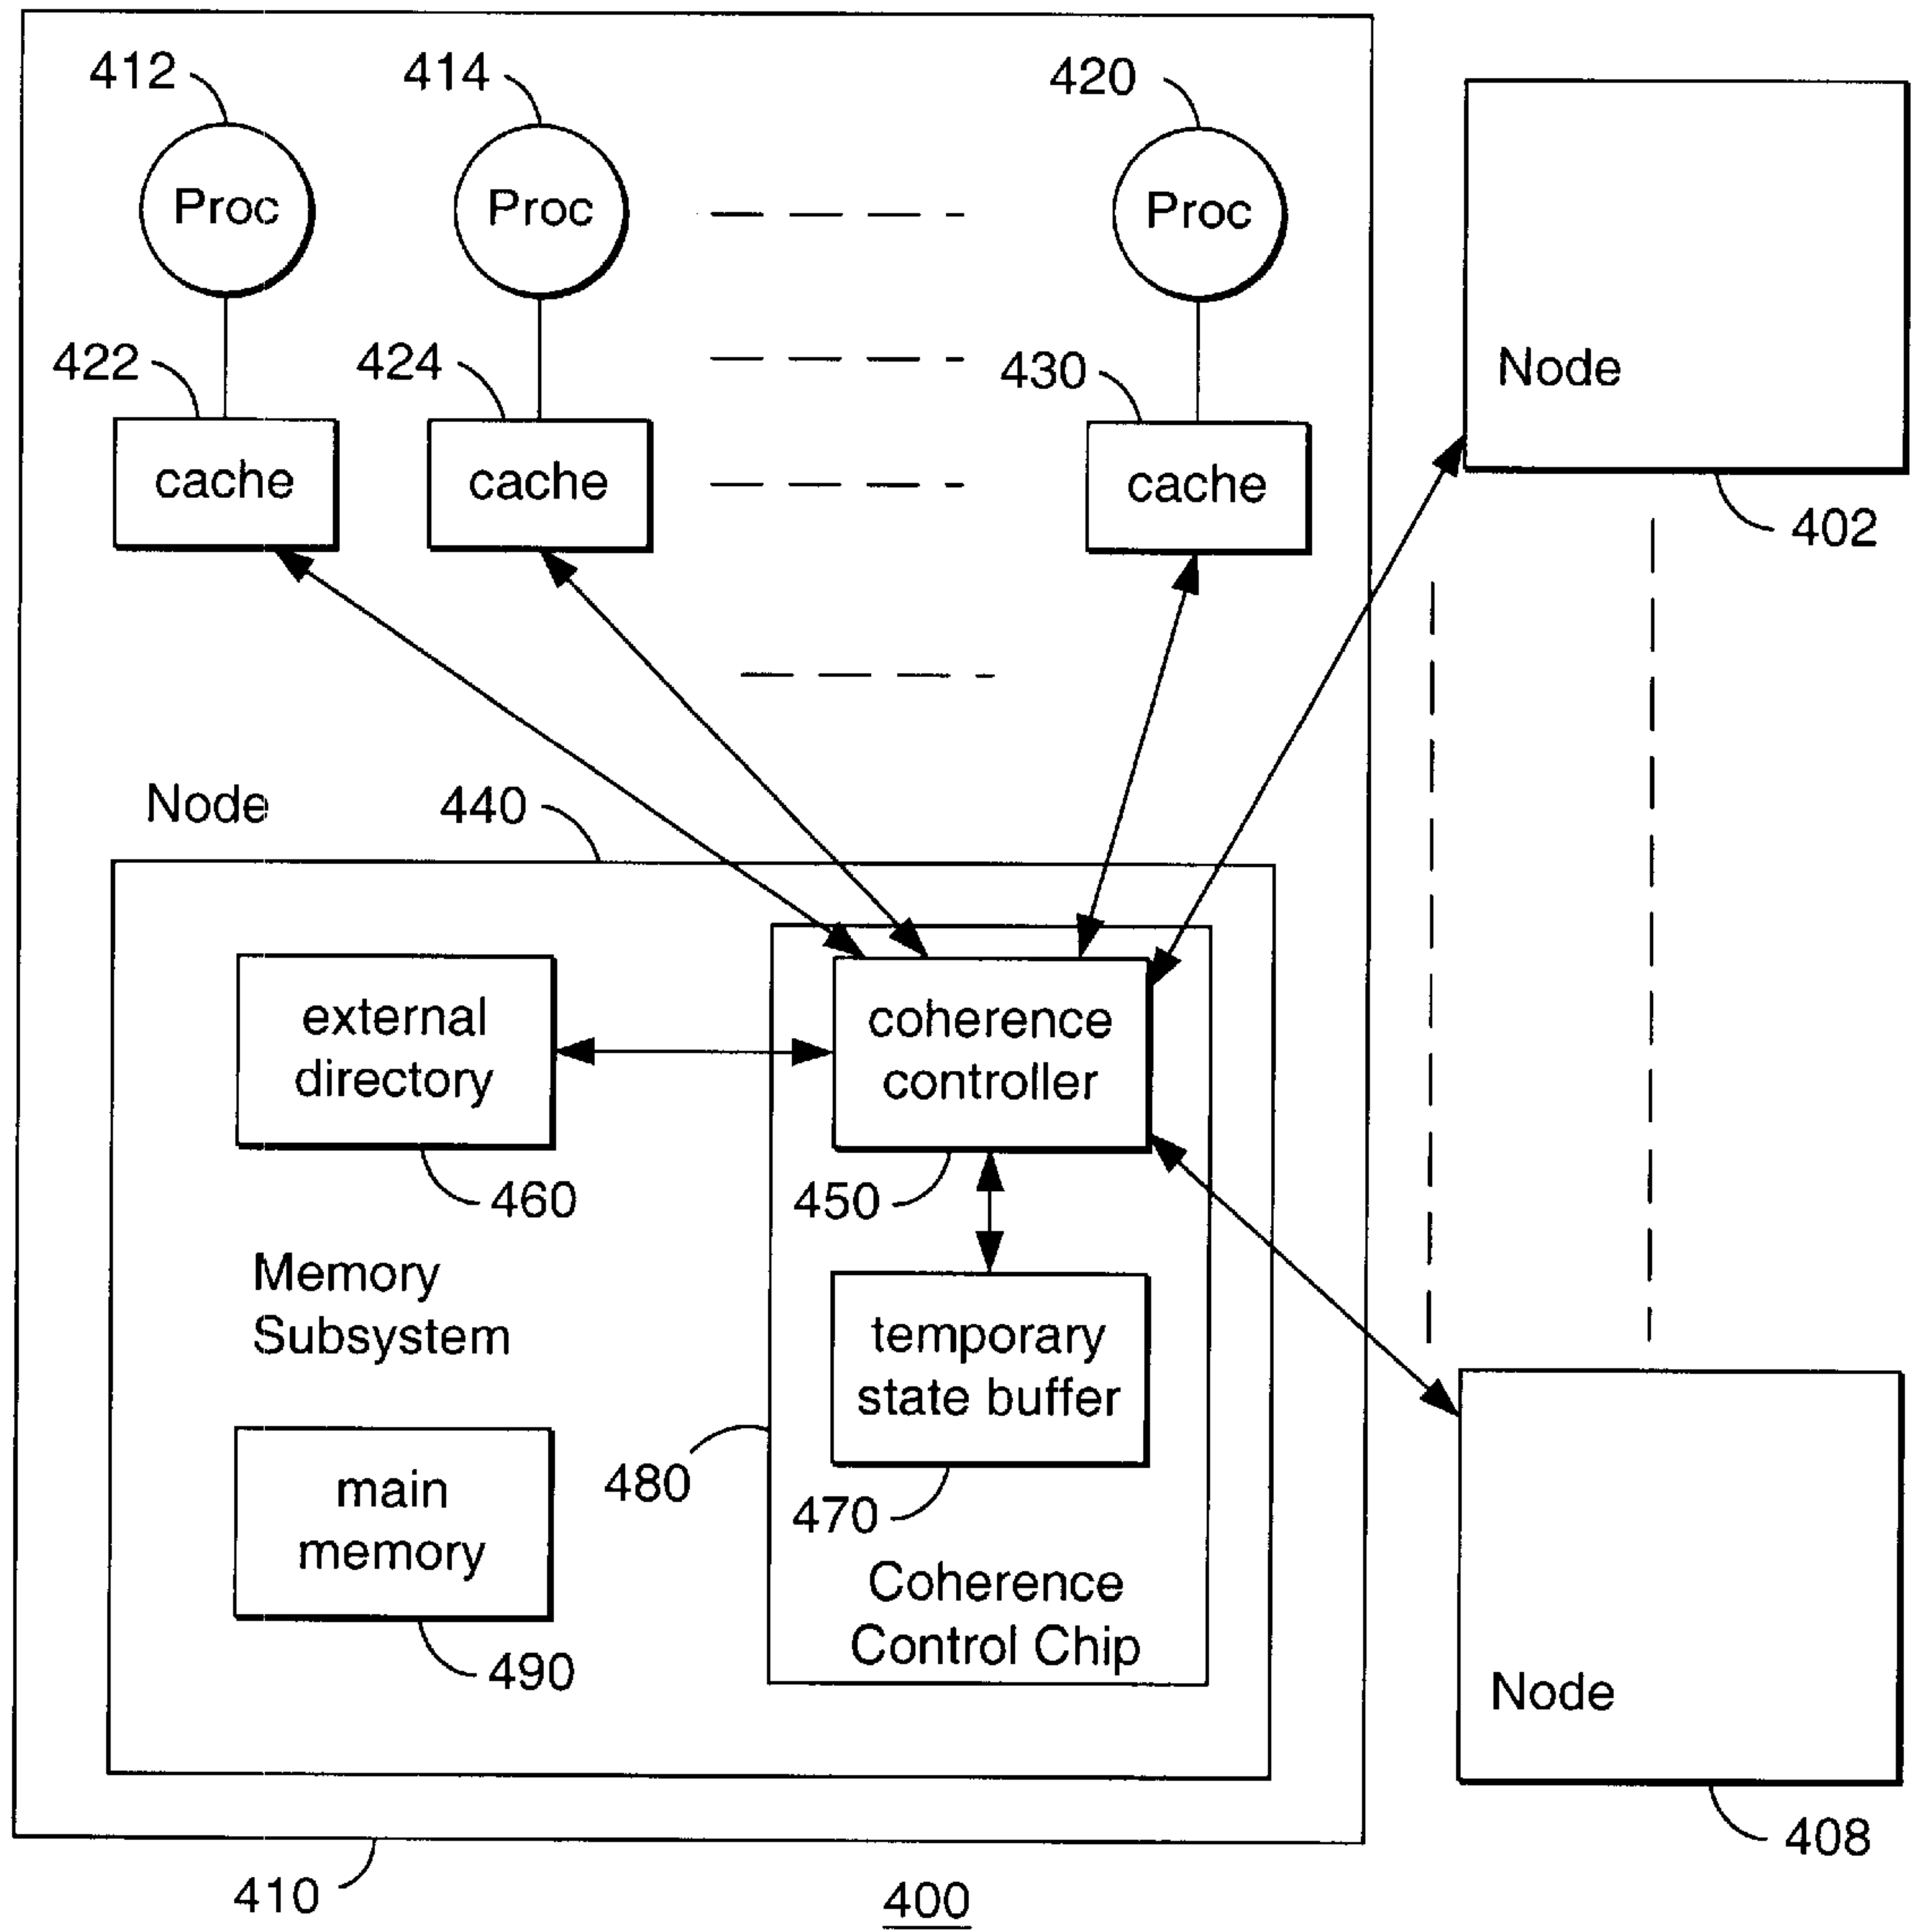 412
414
420
Proc
Proc
Proc
422
424
430
cache
cache
cache
Node
402
Node
440
external
directory
460
coherence
controller
450
Memory
Subsystem
temporary
state buffer
470
480
main
memory
490
Coherence
Control Chip
Node
408
410
400